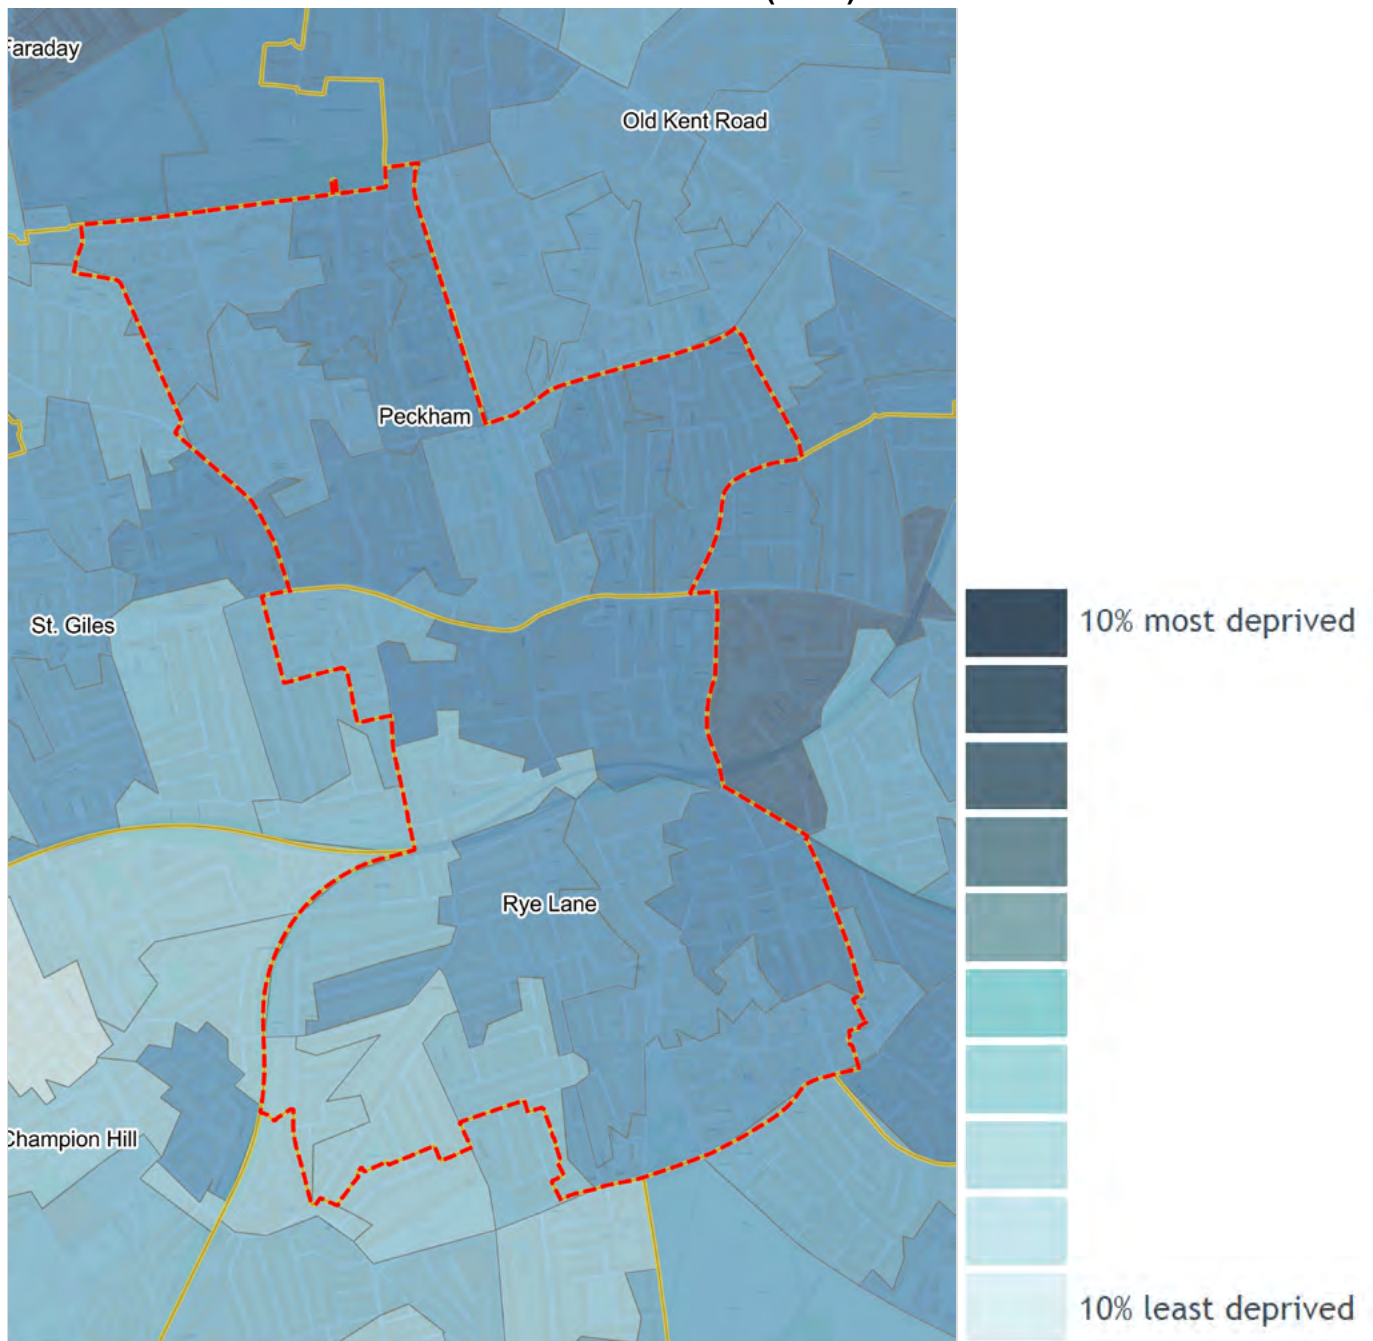 Faraday
Old Kent Road
Peckham
St. Giles
10% most deprived
Rye Lane
Champion Hill
10% least deprived